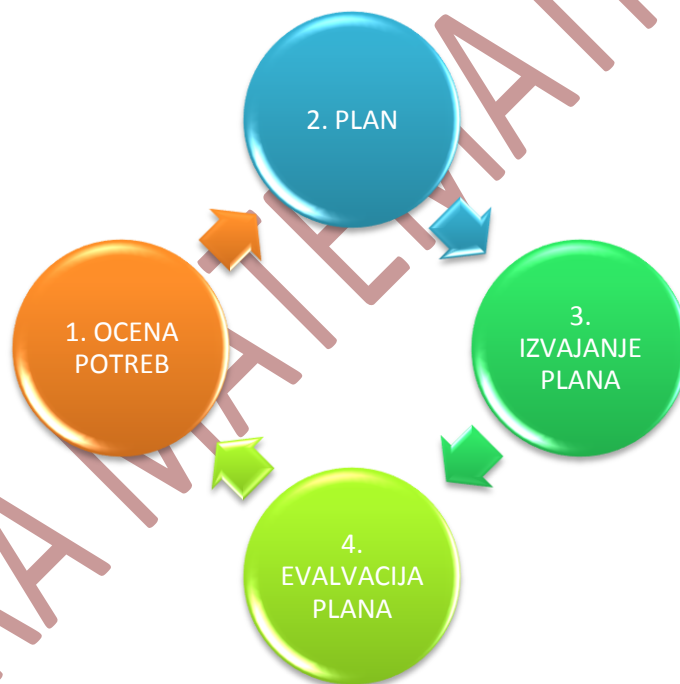 2. PLAN
1. OCENA
POTREB
3.
IZVAJANJE
PLANA
4.
EVALVACIJA
PLANA